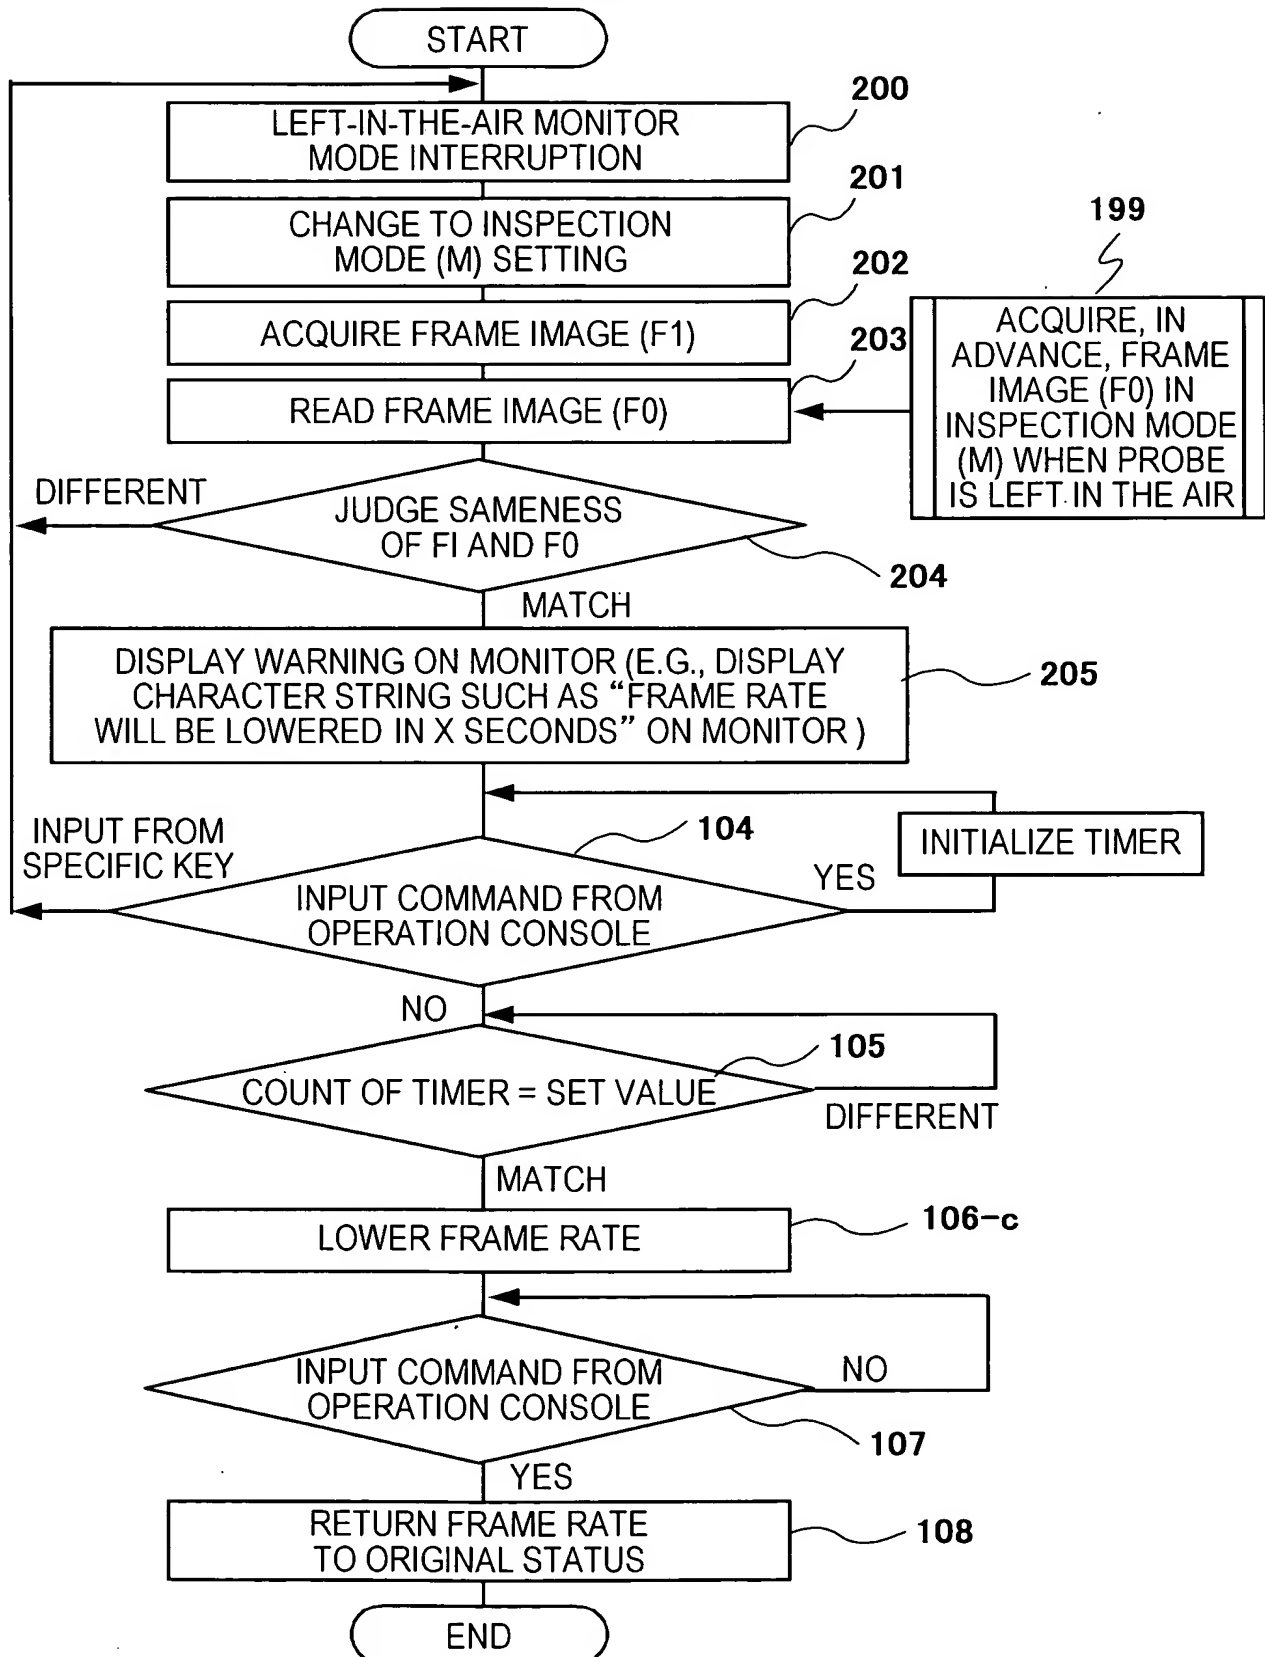 START
200
LEFT-IN-THE-AIR MONITOR
MODE INTERRUPTION
201
CHANGE TO INSPECTION
MODE (M) SETTING
199
202
ACQUIRE FRAME IMAGE (F1)
203
READ FRAME IMAGE (F0)
ACQUIRE, IN
ADVANCE, FRAME
IMAGE (F0) IN
INSPECTION MODE
(M) WHEN PROBE
IS LEFT IN THE AIR
DIFFERENT
JUDGE SAMENESS
OF FI AND F0
204
MATCH
DISPLAY WARNING ON MONITOR (E.G., DISPLAY
CHARACTER STRING SUCH AS “FRAME RATE
WILL BE LOWERED IN X SECONDS” ON MONITOR )
205
INPUT FROM
SPECIFIC KEY
104
INITIALIZE TIMER
YES
INPUT COMMAND FROM
OPERATION CONSOLE
NO
105
COUNT OF TIMER = SET VALUE
DIFFERENT
MATCH
106-c
LOWER FRAME RATE
INPUT COMMAND FROM
OPERATION CONSOLE
NO
107
YES
RETURN FRAME RATE
TO ORIGINAL STATUS
108
END